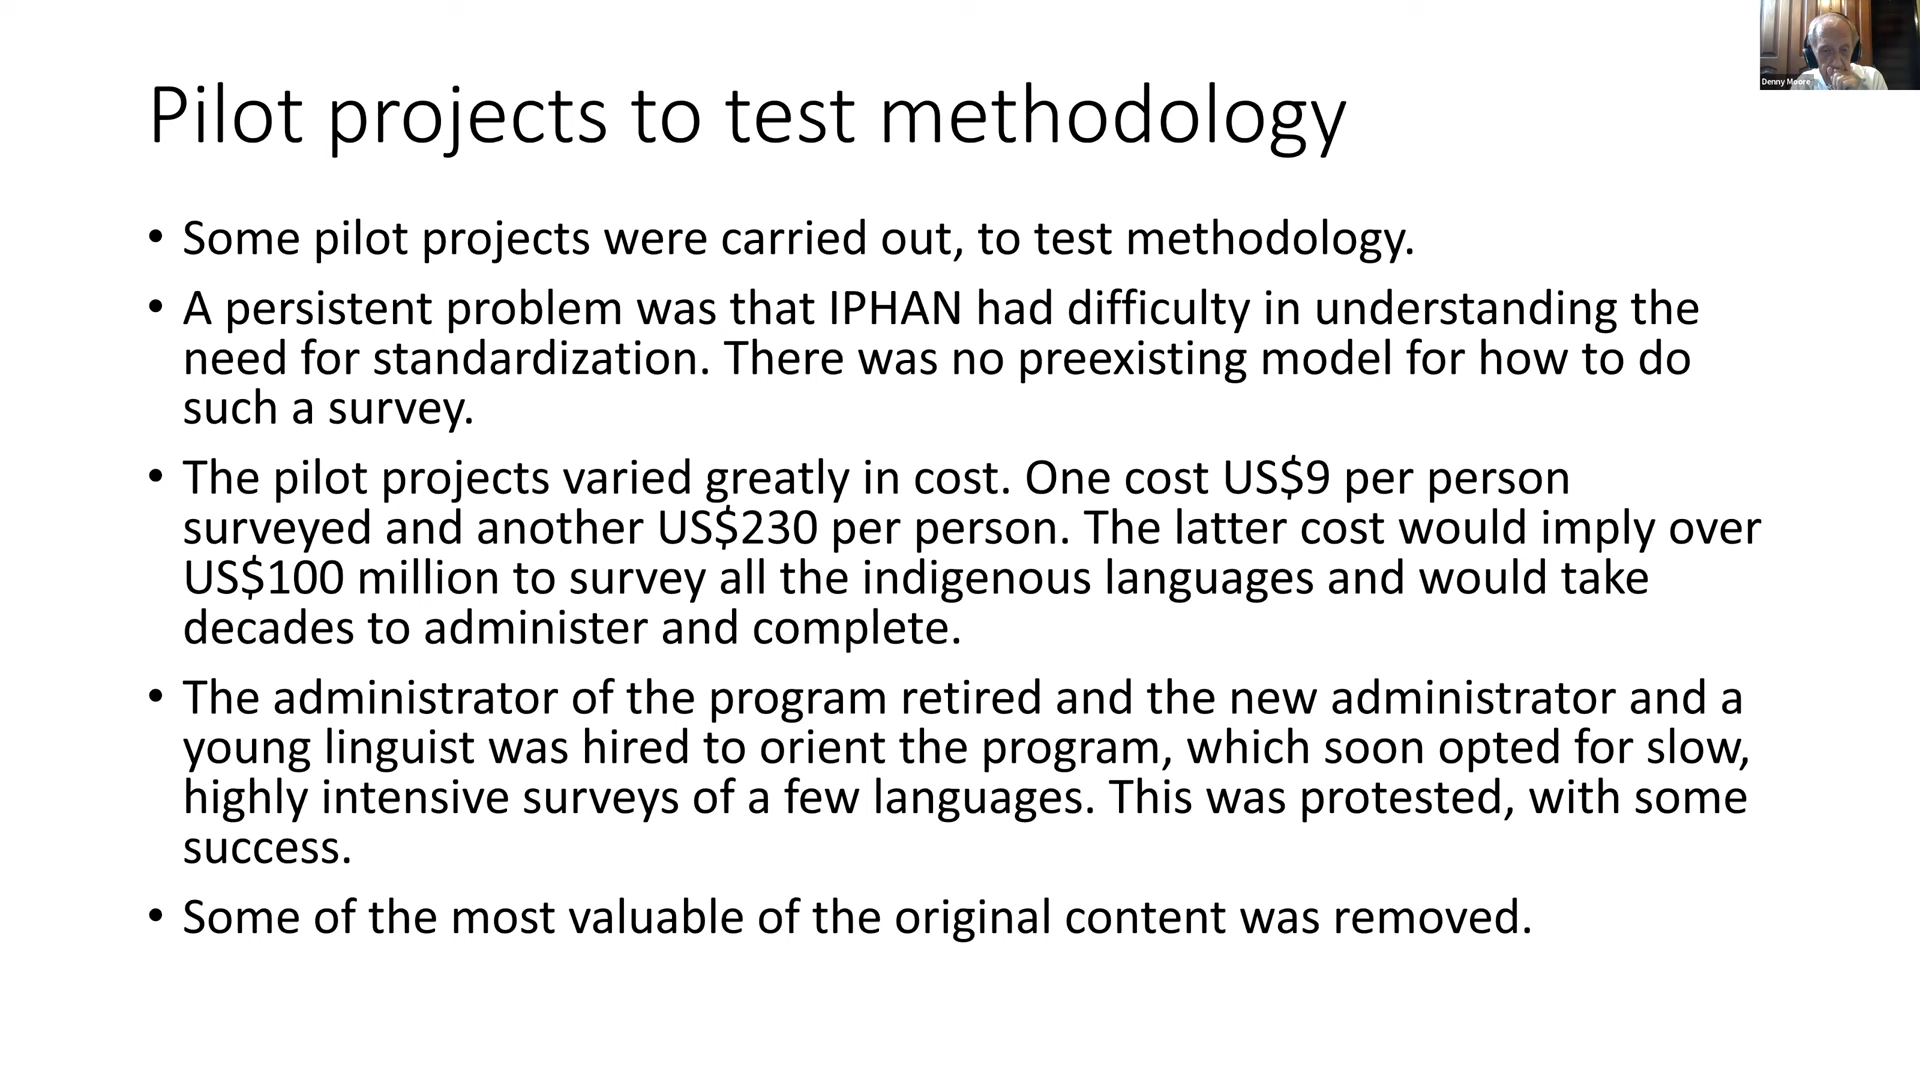 Pilot projects to test methodology
Denny Moore
• Some pilot projects were carried out, to test methodology.
• A persistent problem was that IPHAN had difficulty in understanding the
need for standardization. There was no preexisting model for how to do
such a survey.
• The pilot projects varied greatly in cost. One cost US$9 per person
surveyed and another US$230 per person. The latter cost would imply over
US$100 million to survey all the indigenous languages and would take
decades to administer and complete.
• The administrator of the program retired and the new administrator and a
young linguist was hired to orient the program, which soon opted for slow,
highly intensive surveys of a few languages. This was protested, with some
success.
• Some of the most valuable of the original content was removed.